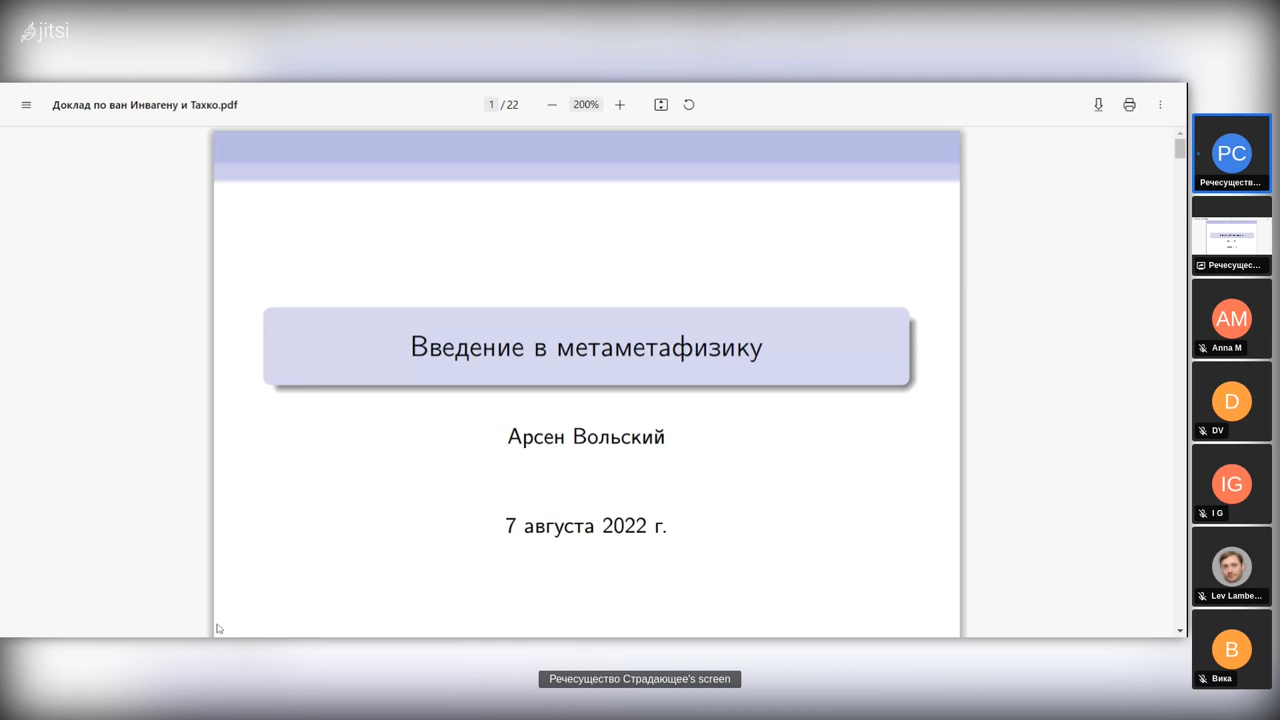 jitsi
Доклад по ван Инвагену и Тахко.pdf
1 / 22
200%
Введение в метаметафизику
Арсен Вольский
7 августа 2022 г.
PC
Речесуществ...
Речесущес...
AM
Anna M
D
DV
IG
I G
Lev Lambe...
В
Вика
Речесущество Страдающее's screen